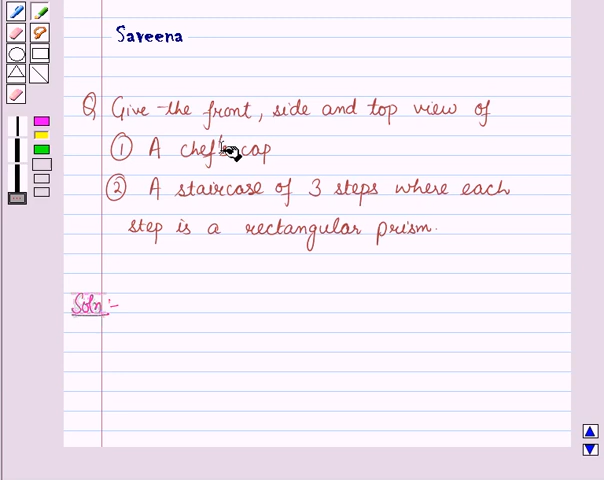 Saveena
Q Give the front, side and top view of
① A chef's cap
② A staircase of 3 steps where each
step is a rectangular prism.
Soln:-